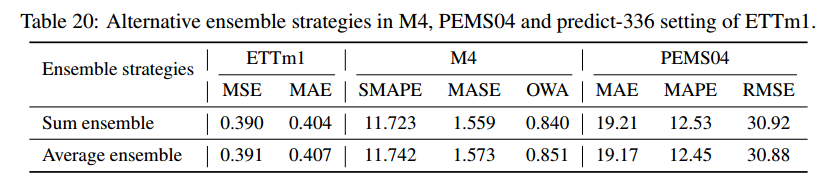 Table 20: Alternative ensemble strategies in M4, PEMS04 and predict-336 setting of ETTm1.
Ensemble strategies ETTm1 M4 PEMS04
MSE MAE SMAPE MASE OWA MAE MAPE RMSE
Sum ensemble 0.390 0.404 11.723 1.559 0.840 19.21 12.53 30.92
Average ensemble 0.391 0.407 11.742 1.573 0.851 19.17 12.45 30.88